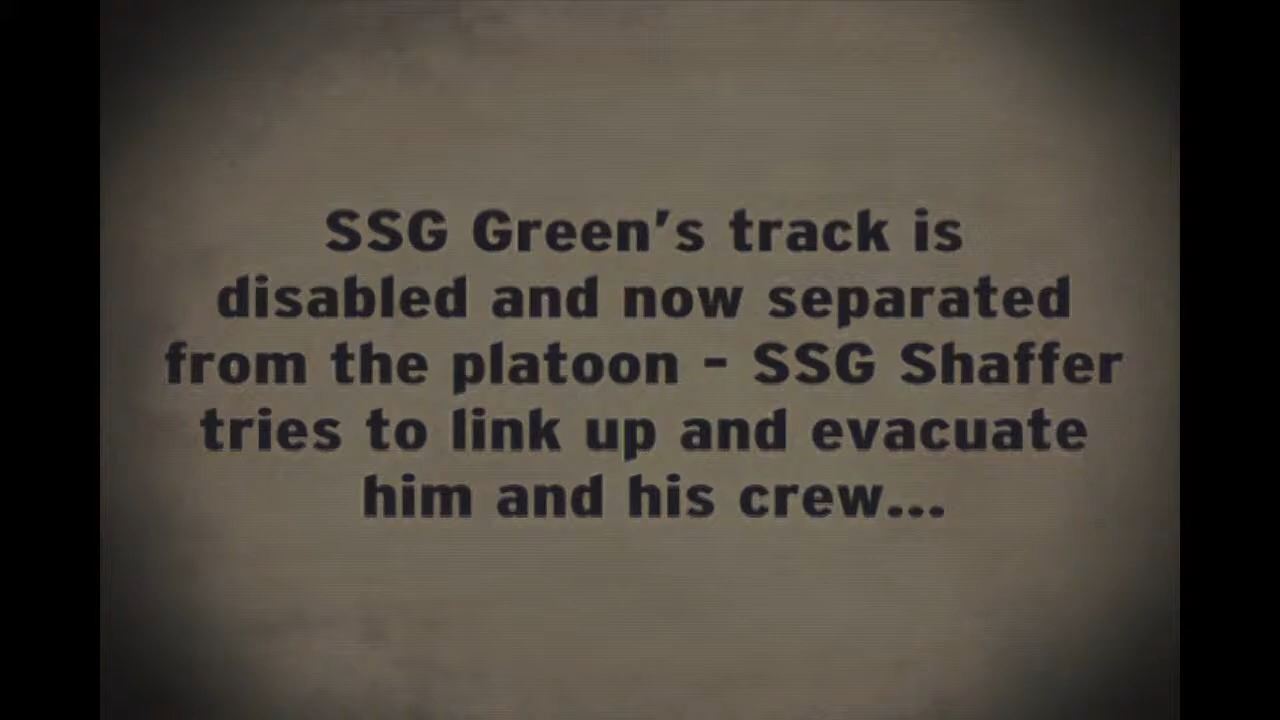 SSG Green's track is
disabled and now separated
from the platoon - SSG Shaffer
tries to link up and evacuate
him and his crew...